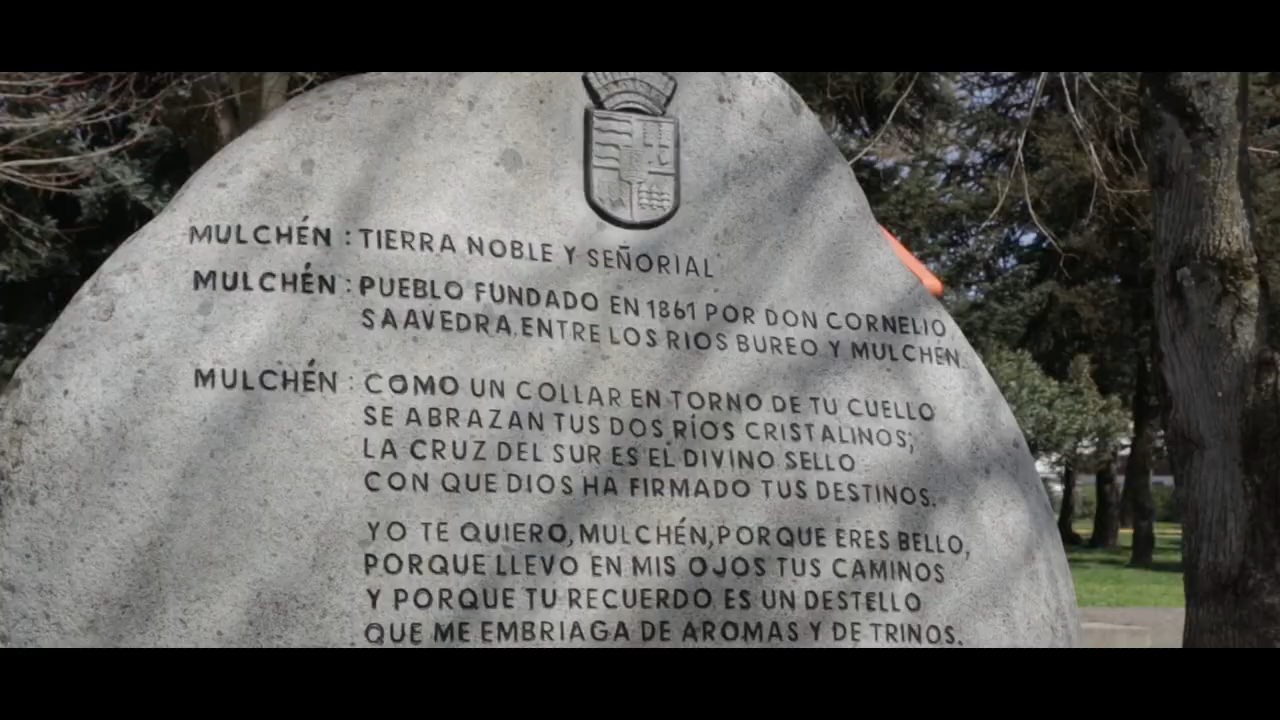 MULCHÉN : TIERRA NOBLE Y SEÑORIAL
MULCHÉN : PUEBLO FUNDADO EN 1861 POR DON CORNELIO
SAAVEDRA, ENTRE LOS RIOS BUREO Y MULCHÉN.
MULCHÉN : COMO UN COLLAR EN TORNO DE TU CUELLO
SE ABRAZAN TUS DOS RÍOS CRISTALINOS;
LA CRUZ DEL SUR ES EL DIVINO SELLO
CON QUE DIOS HA FIRMADO TUS DESTINOS.
YO TE QUIERO, MULCHÉN, PORQUE ERES BELLO,
PORQUE LLEVO EN MIS OJOS TUS CAMINOS
Y PORQUE TU RECUERDO ES UN DESTELLO
QUE ME EMBRIAGA DE AROMAS Y DE TRINOS.